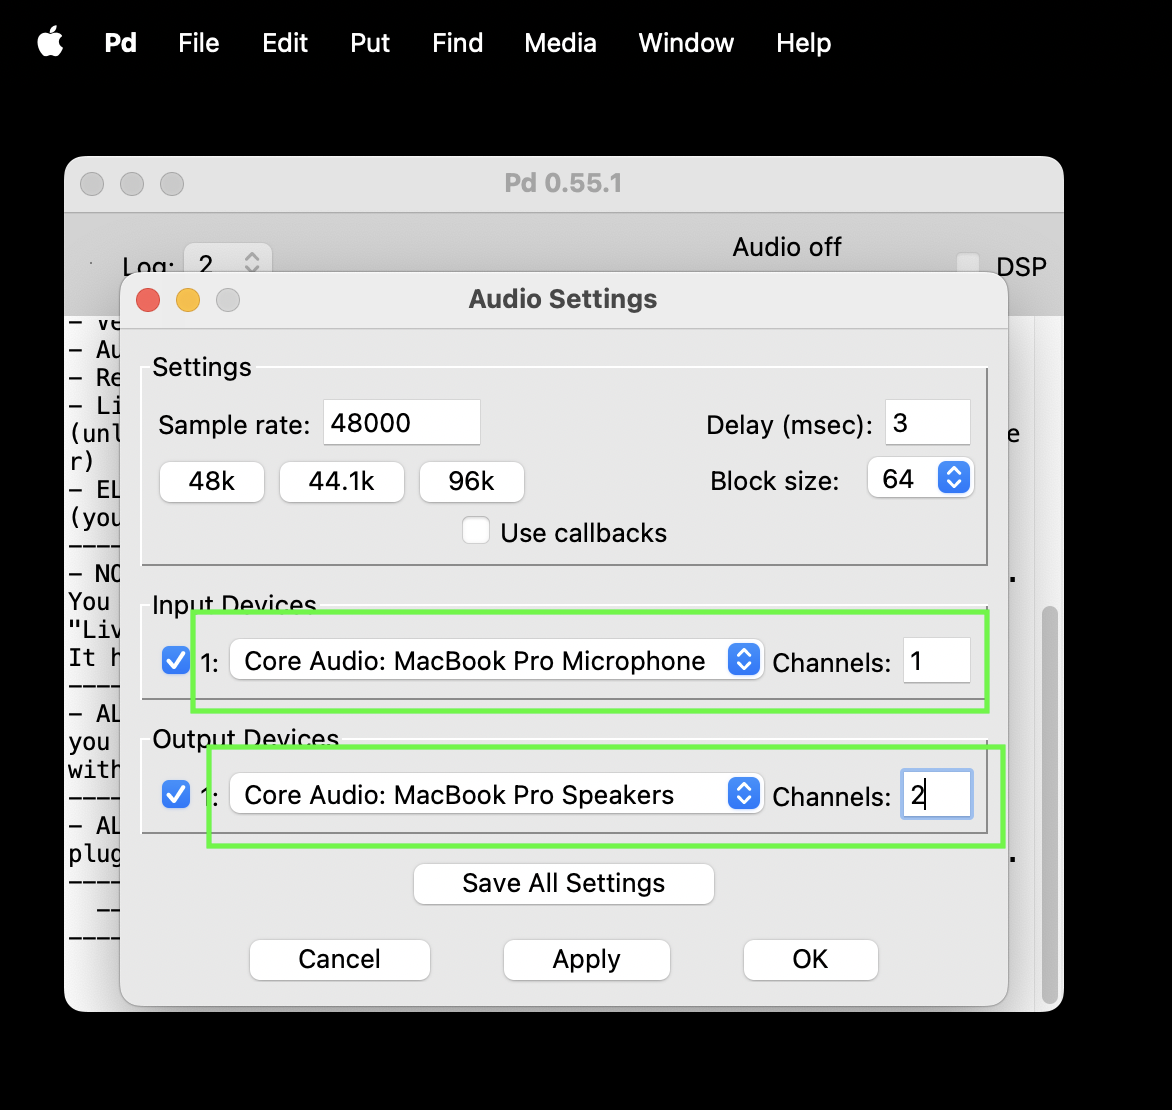 Pd File Edit Put Find Media Window Help
Pd 0.55.1
Audio off
Log: 2 DSP
Audio Settings
Settings
Sample rate: 48000 Delay (msec): 3
48k 44.1k 96k Block size: 64
Use callbacks
Input Devices
1: Core Audio: MacBook Pro Microphone Channels: 1
Output Devices
1: Core Audio: MacBook Pro Speakers Channels: 2
Save All Settings
Cancel Apply OK
– Au
– Re
– Li
(unl
r)
– EL
(you
– NO
You
"Liv
It h
– AL
you
with
– AL
plug